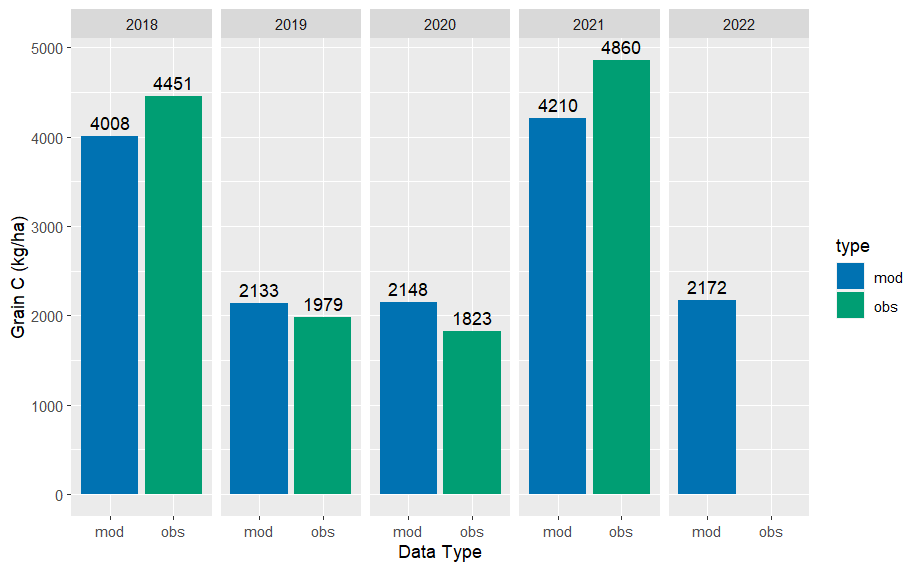 2018 2019 2020 2021 2022
Grain C (kg/ha)
5000
4000
3000
2000
1000
0
4008 4451
2133 1979
2148 1823
4210 4860
2172
mod obs mod obs mod obs mod obs mod obs
Data Type
type
mod
obs